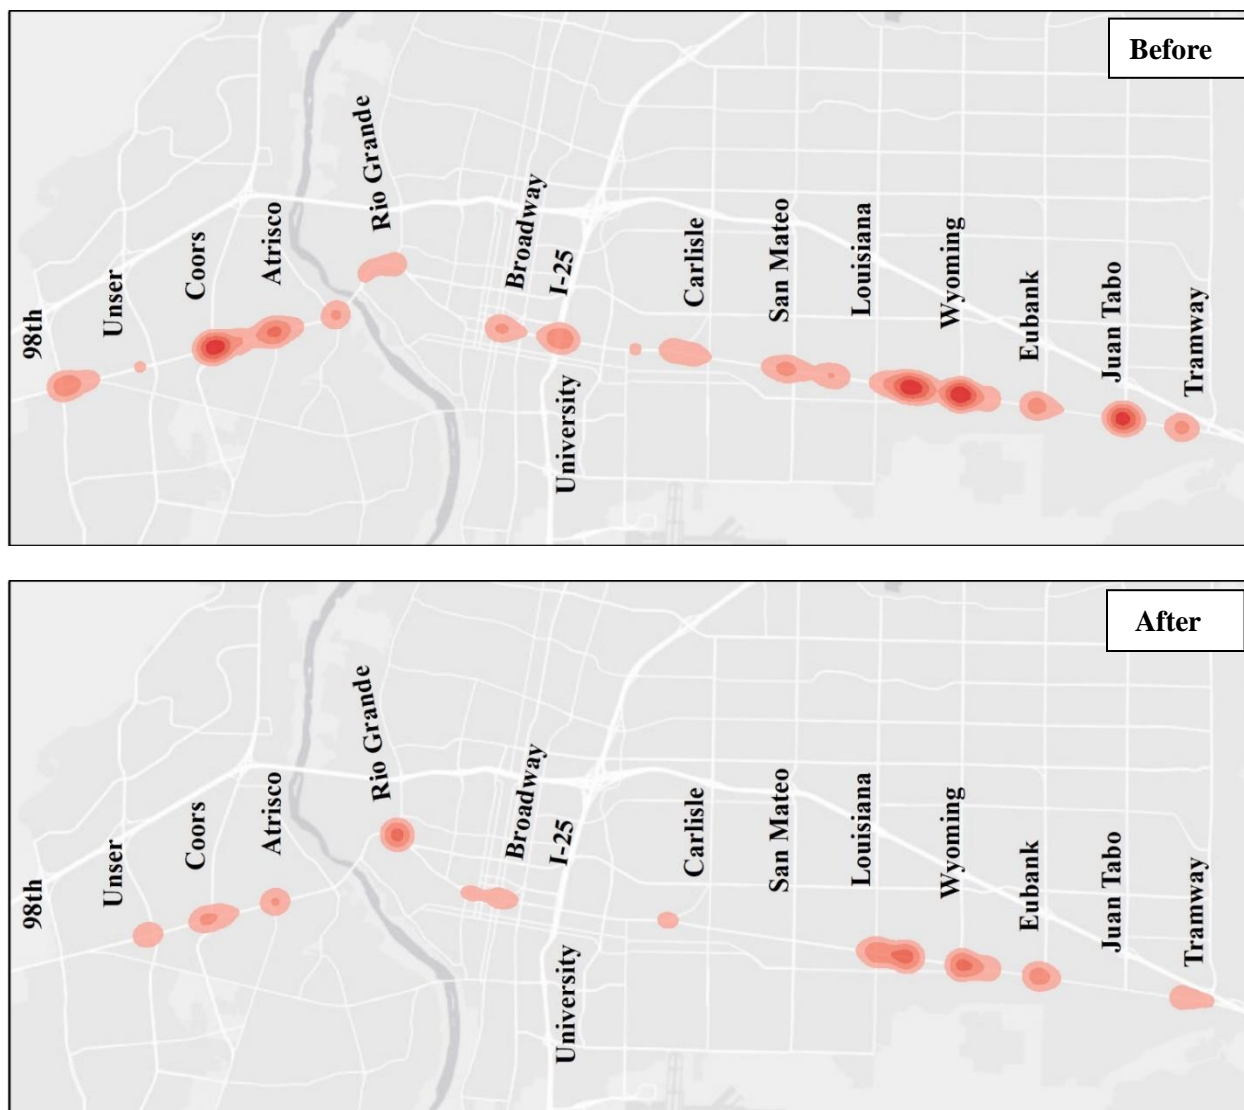 Before
98th
Unser
Coors
Atrisco
Rio Grande
Broadway
I-25
University
Carlisle
San Mateo
Louisiana
Wyoming
Eubank
Juan Tabo
Tramway
After
98th
Unser
Coors
Atrisco
Rio Grande
Broadway
I-25
University
Carlisle
San Mateo
Louisiana
Wyoming
Eubank
Juan Tabo
Tramway